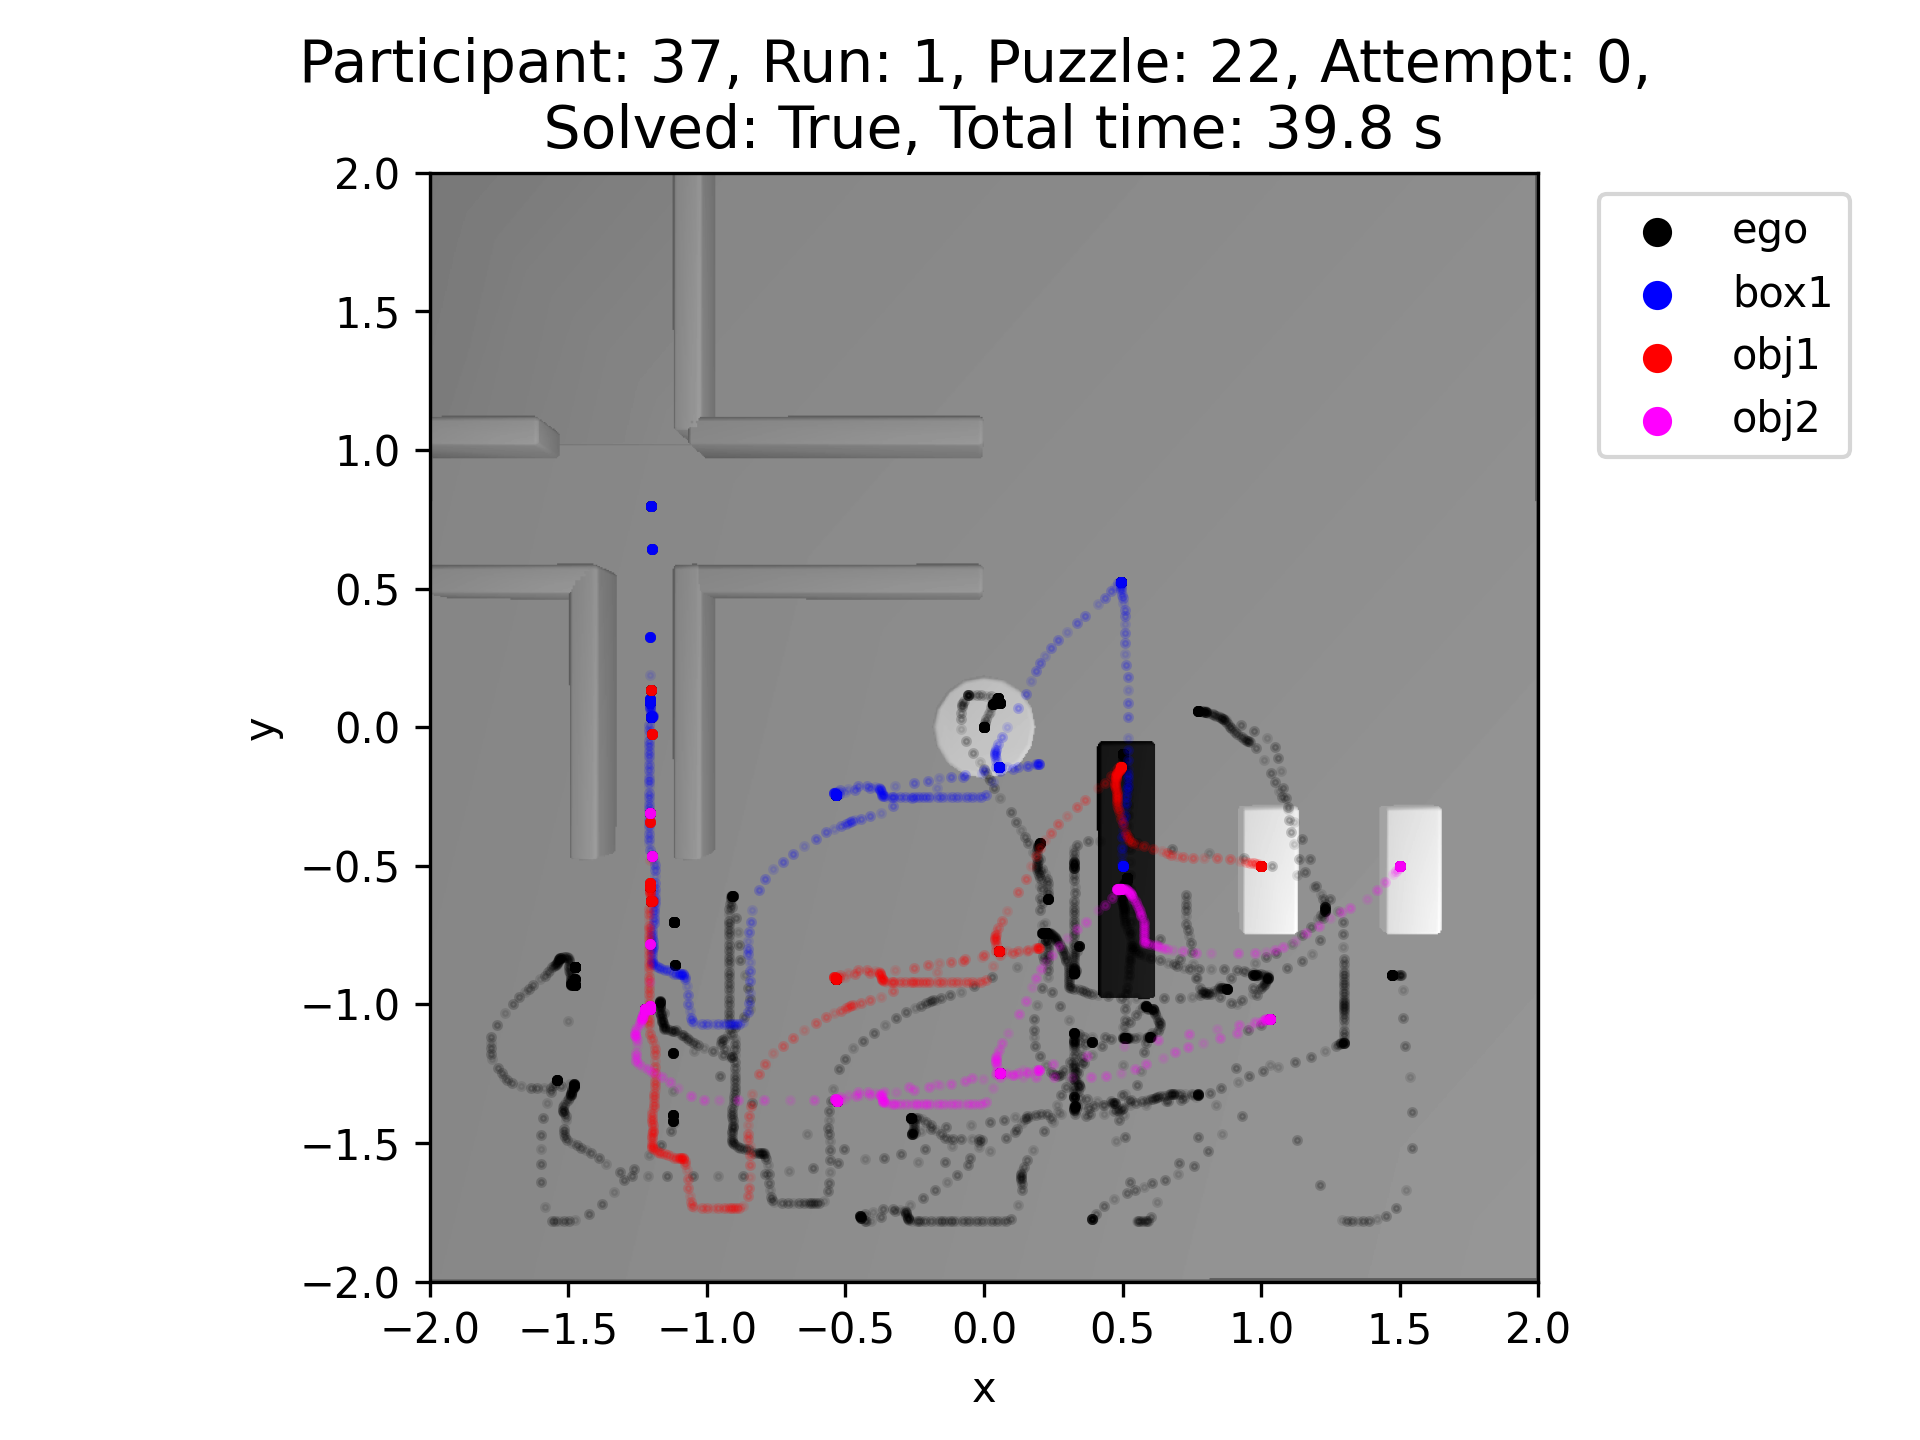 Participant: 37, Run: 1, Puzzle: 22, Attempt: 0,
Solved: True, Total time: 39.8 s
ego
box1
obj1
obj2
2.0
1.5
1.0
0.5
0.0
−0.5
−1.0
−1.5
−2.0
y
−2.0 −1.5 −1.0 −0.5 0.0 0.5 1.0 1.5 2.0
x